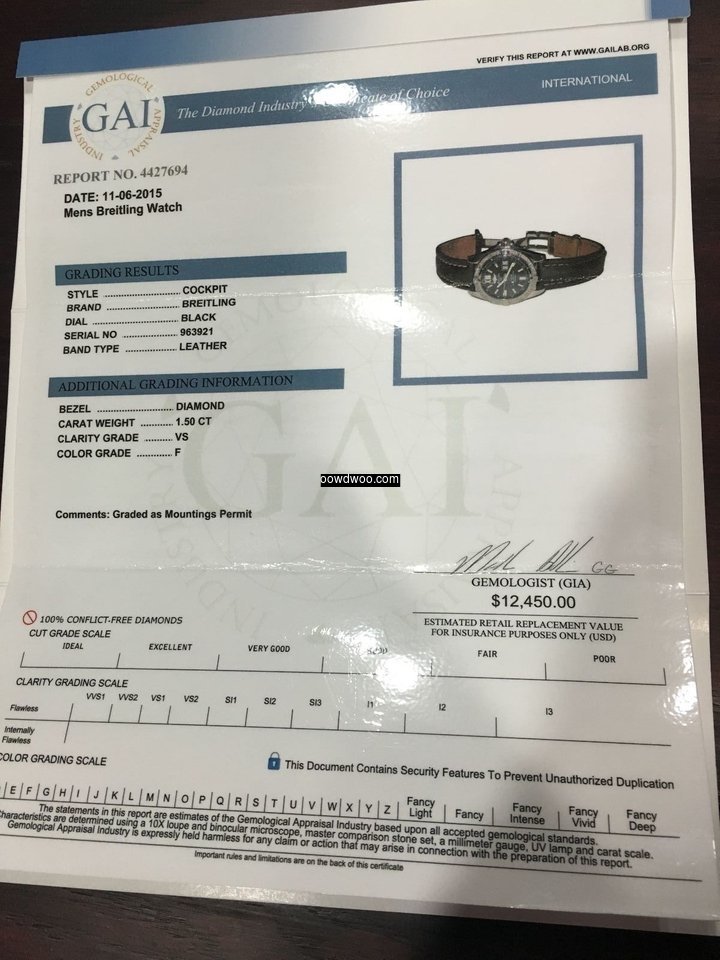 VERIFY THIS REPORT AT WWW.GAILAB.ORG
GEMOLOGICAL APPRAISAL INDUSTRY
GAI
The Diamond Industry of Choice
INTERNATIONAL
REPORT NO. 4427694
DATE: 11-06-2015
Mens Breitling Watch
GRADING RESULTS
STYLE ..................... COCKPIT
BRAND ..................... BREITLING
DIAL ..................... BLACK
SERIAL NO ................ 963921
BAND TYPE ............... LEATHER
ADDITIONAL GRADING INFORMATION
BEZEL ..................... DIAMOND
CARAT WEIGHT .......... 1.50 CT
CLARITY GRADE ........ VS
COLOR GRADE ........... F
GAI
oowdwoo.com
Comments: Graded as Mountings Permit
GG
GEMOLOGIST (GIA)
$12,450.00
ESTIMATED RETAIL REPLACEMENT VALUE
FOR INSURANCE PURPOSES ONLY (USD)
100% CONFLICT-FREE DIAMONDS
CUT GRADE SCALE
IDEAL EXCELLENT VERY GOOD GOOD FAIR POOR
CLARITY GRADING SCALE
Flawless VVS1 VVS2 VS1 VS2 SI1 SI2 SI3 I1 I2 I3
Internally
Flawless
COLOR GRADING SCALE
This Document Contains Security Features To Prevent Unauthorized Duplication
E F G H I J K L M N O P Q R S T U V W X Y Z Fancy Light Fancy Fancy Intense Fancy Vivid Fancy Deep
The statements in this report are estimates of the Gemological Appraisal Industry based upon all accepted gemological standards.
Characteristics are determined using a 10X loupe and binocular microscope, master comparison stone set, a millimeter gauge, UV lamp and carat scale.
Gemological Appraisal Industry is expressly held harmless for any claim or action that may arise in connection with the preparation of this report.
Important rules and limitations are on the back of this certificate